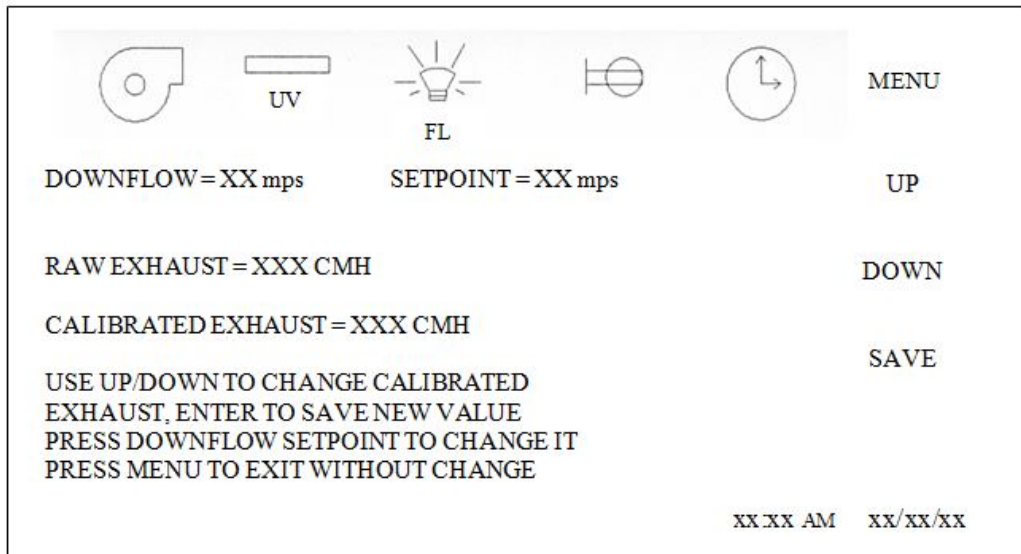 UV
FL
MENU
DOWNFLOW = XX mps
SETPOINT = XX mps
UP
RAW EXHAUST = XXX CMH
DOWN
CALIBRATED EXHAUST = XXX CMH
SAVE
USE UP/DOWN TO CHANGE CALIBRATED
EXHAUST, ENTER TO SAVE NEW VALUE
PRESS DOWNFLOW SETPOINT TO CHANGE IT
PRESS MENU TO EXIT WITHOUT CHANGE
xx:xx AM
xx/xx/xx